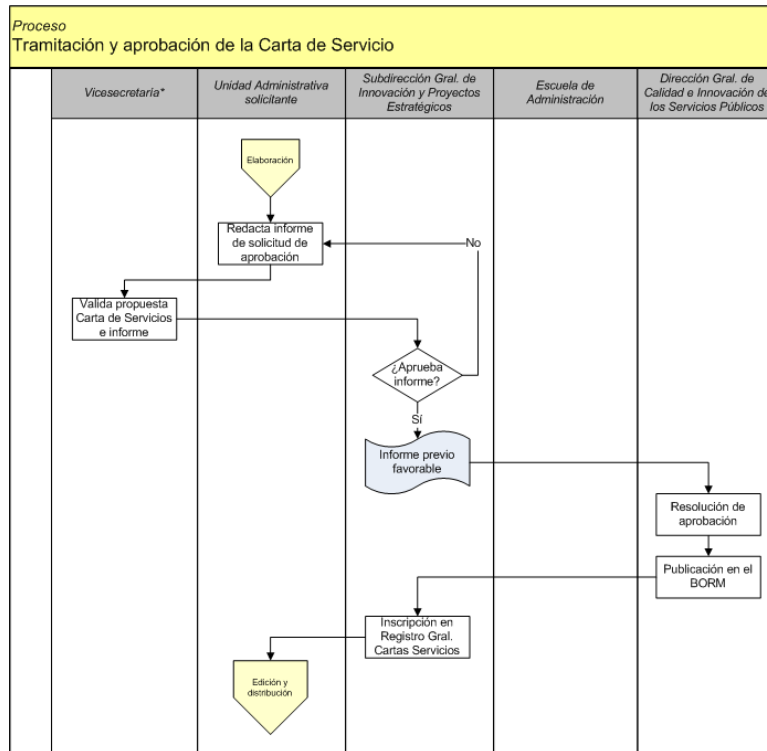 Proceso
Tramitación y aprobación de la Carta de Servicio
Vicesecretaría*
Unidad Administrativa
solicitante
Subdirección Gral. de
Innovación y Proyectos
Estratégicos
Escuela de
Administración
Dirección Gral. de
Calidad e Innovación de
los Servicios Públicos
Elaboración
Redacta informe
de solicitud de
aprobación
No
Valida propuesta
Carta de Servicios
e informe
¿Aprueba
informe?
Sí
Informe previo
favorable
Resolución de
aprobación
Publicación en el
BORM
Inscripción en
Registro Gral.
Cartas Servicios
Edición y
distribución